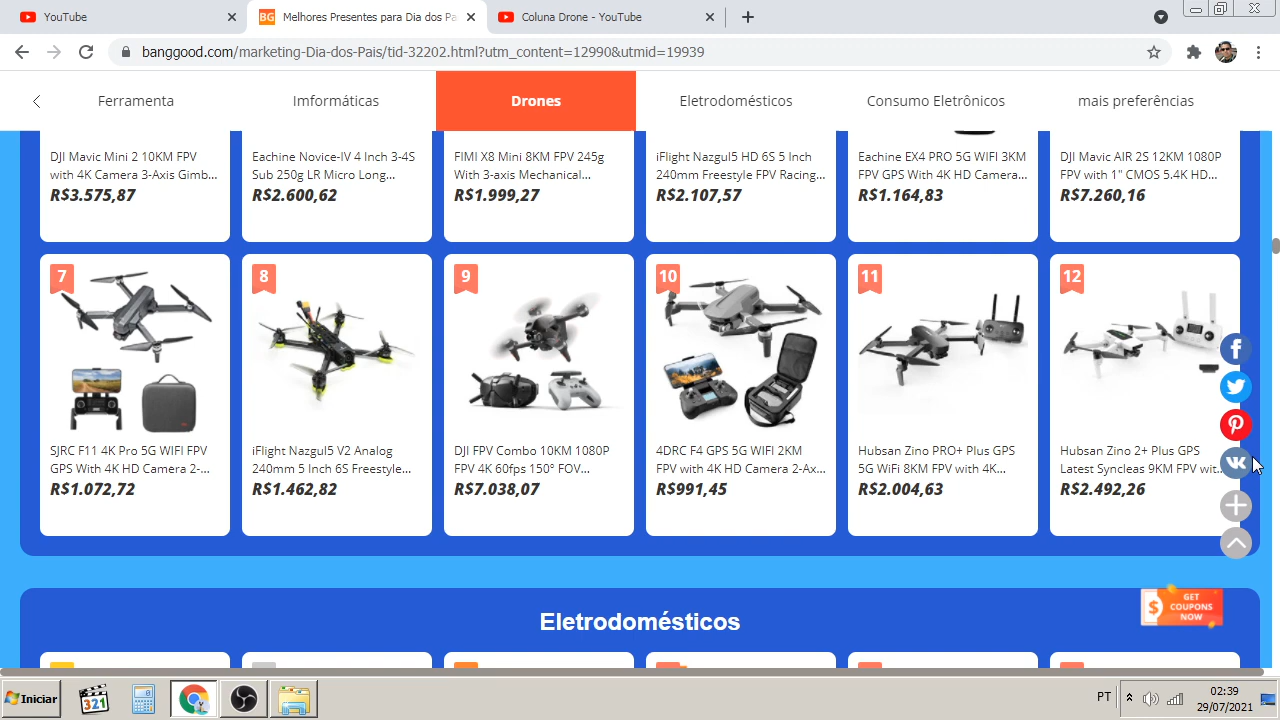 YouTube
BG
Melhores Presentes para Dia dos Pa
Coluna Drone - YouTube
banggood.com/marketing-Dia-dos-Pais/tid-32202.html?utm_content=12990&utmid=19939
Ferramenta
Imformáticas
Drones
Eletrodomésticos
Consumo Eletrônicos
mais preferências
DJI Mavic Mini 2 10KM FPV
with 4K Camera 3-Axis Gimb...
R$3.575,87
Eachine Novice-IV 4 Inch 3-4S
Sub 250g LR Micro Long...
R$2.600,62
FIMI X8 Mini 8KM FPV 245g
With 3-axis Mechanical...
R$1.999,27
iFlight Nazgul5 HD 6S 5 Inch
240mm Freestyle FPV Racing...
R$2.107,57
Eachine EX4 PRO 5G WIFI 3KM
FPV GPS With 4K HD Camera...
R$1.164,83
DJI Mavic AIR 2S 12KM 1080P
FPV with 1" CMOS 5.4K HD...
R$7.260,16
7
SJRC F11 4K Pro 5G WIFI FPV
GPS With 4K HD Camera 2-...
R$1.072,72
8
iFlight Nazgul5 V2 Analog
240mm 5 Inch 6S Freestyle...
R$1.462,82
9
DJI FPV Combo 10KM 1080P
FPV 4K 60fps 150° FOV...
R$7.038,07
10
4DRC F4 GPS 5G WIFI 2KM
FPV with 4K HD Camera 2-Ax...
R$991,45
11
Hubsan Zino PRO+ Plus GPS
5G WiFi 8KM FPV with 4K...
R$2.004,63
12
Hubsan Zino 2+ Plus GPS
Latest Syncleas 9KM FPV wit...
R$2.492,26
GET
COUPONS
NOW
Eletrodomésticos
Iniciar
321
PT
02:39
29/07/2021